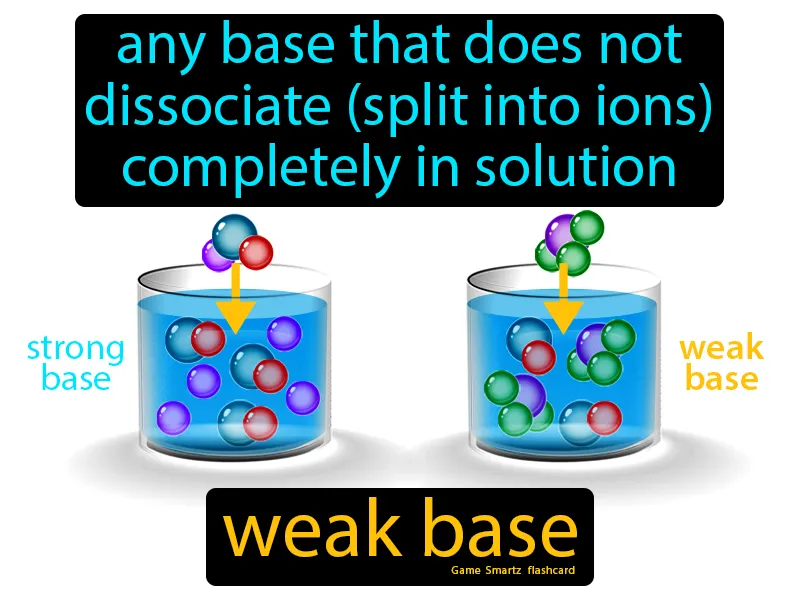 any base that does not
dissociate (split into ions)
completely in solution
strong
base
weak
base
weak base
Game Smartz flashcard